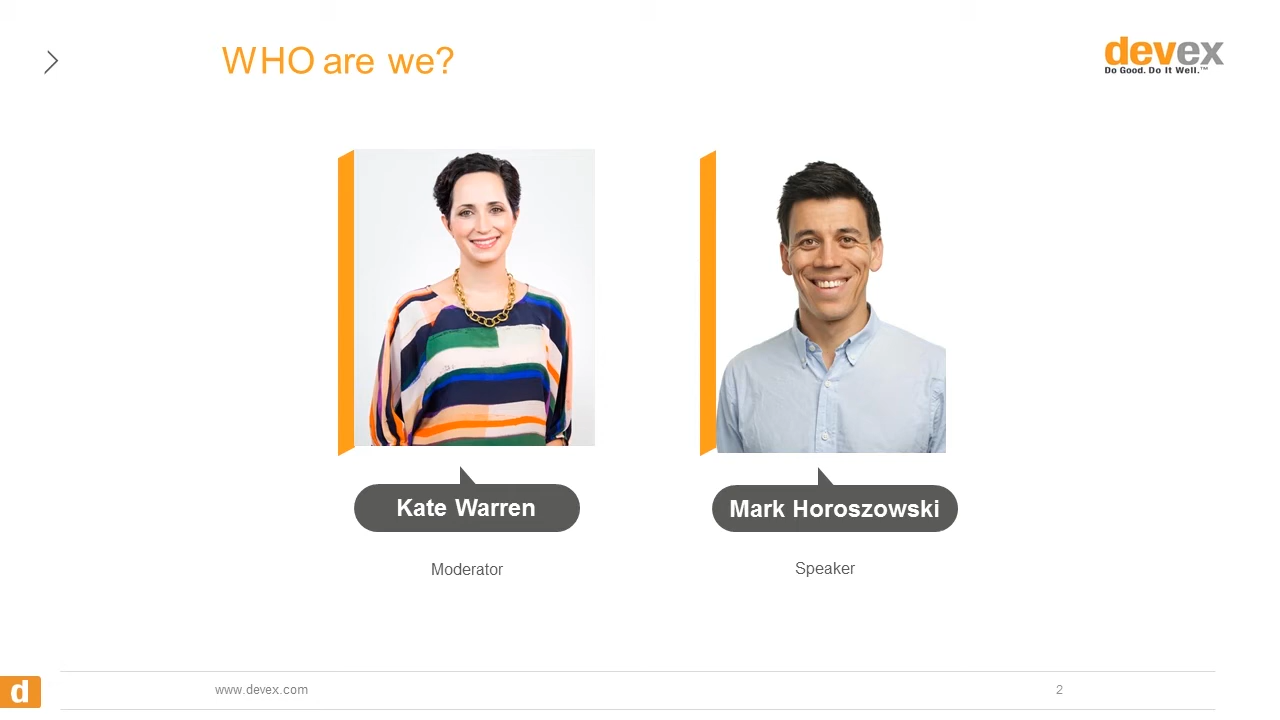 WHO are we?
devex
Do Good. Do It Well.™
Kate Warren
Mark Horoszowski
Moderator
Speaker
d
www.devex.com
2